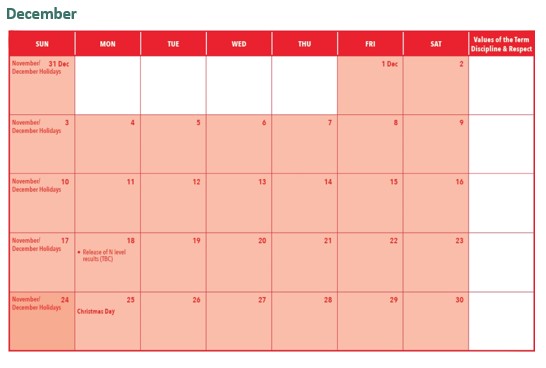 December
SUN MON TUE WED THU FRI SAT Values of the Term
Discipline & Respect
November/ 31 Dec 1 Dec 2
December Holidays
November/ 3 4 5 6 7 8 9
December Holidays
November/ 10 11 12 13 14 15 16
December Holidays
November/ 17 18 19 20 21 22 23
December Holidays
• Release of N level
results (TBC)
November/ 24 25 26 27 28 29 30
December Holidays
Christmas Day